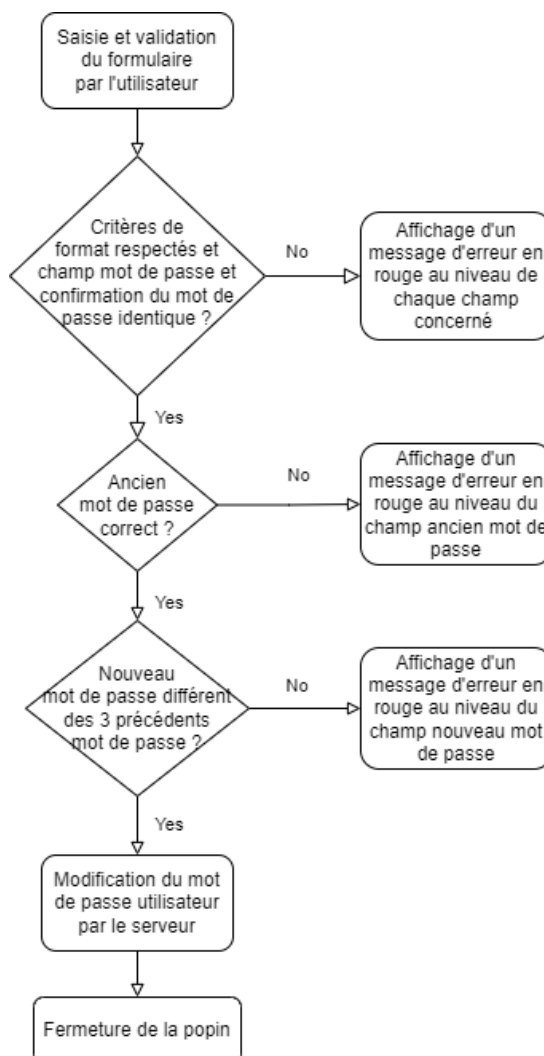 Saisie et validation
du formulaire
par l'utilisateur
Critères de
format respectés et
champ mot de passe et
confirmation du mot de
passe identique ?
No
Affichage d'un
message d'erreur en
rouge au niveau de
chaque champ
concerné
Yes
Ancien
mot de passe
correct ?
No
Affichage d'un
message d'erreur en
rouge au niveau du
champ ancien mot de
passe
Yes
Nouveau
mot de passe différent
des 3 précédents
mot de passe ?
No
Affichage d'un
message d'erreur en
rouge au niveau du
champ nouveau mot
de passe
Yes
Modification du mot
de passe utilisateur
par le serveur
Fermeture de la popin